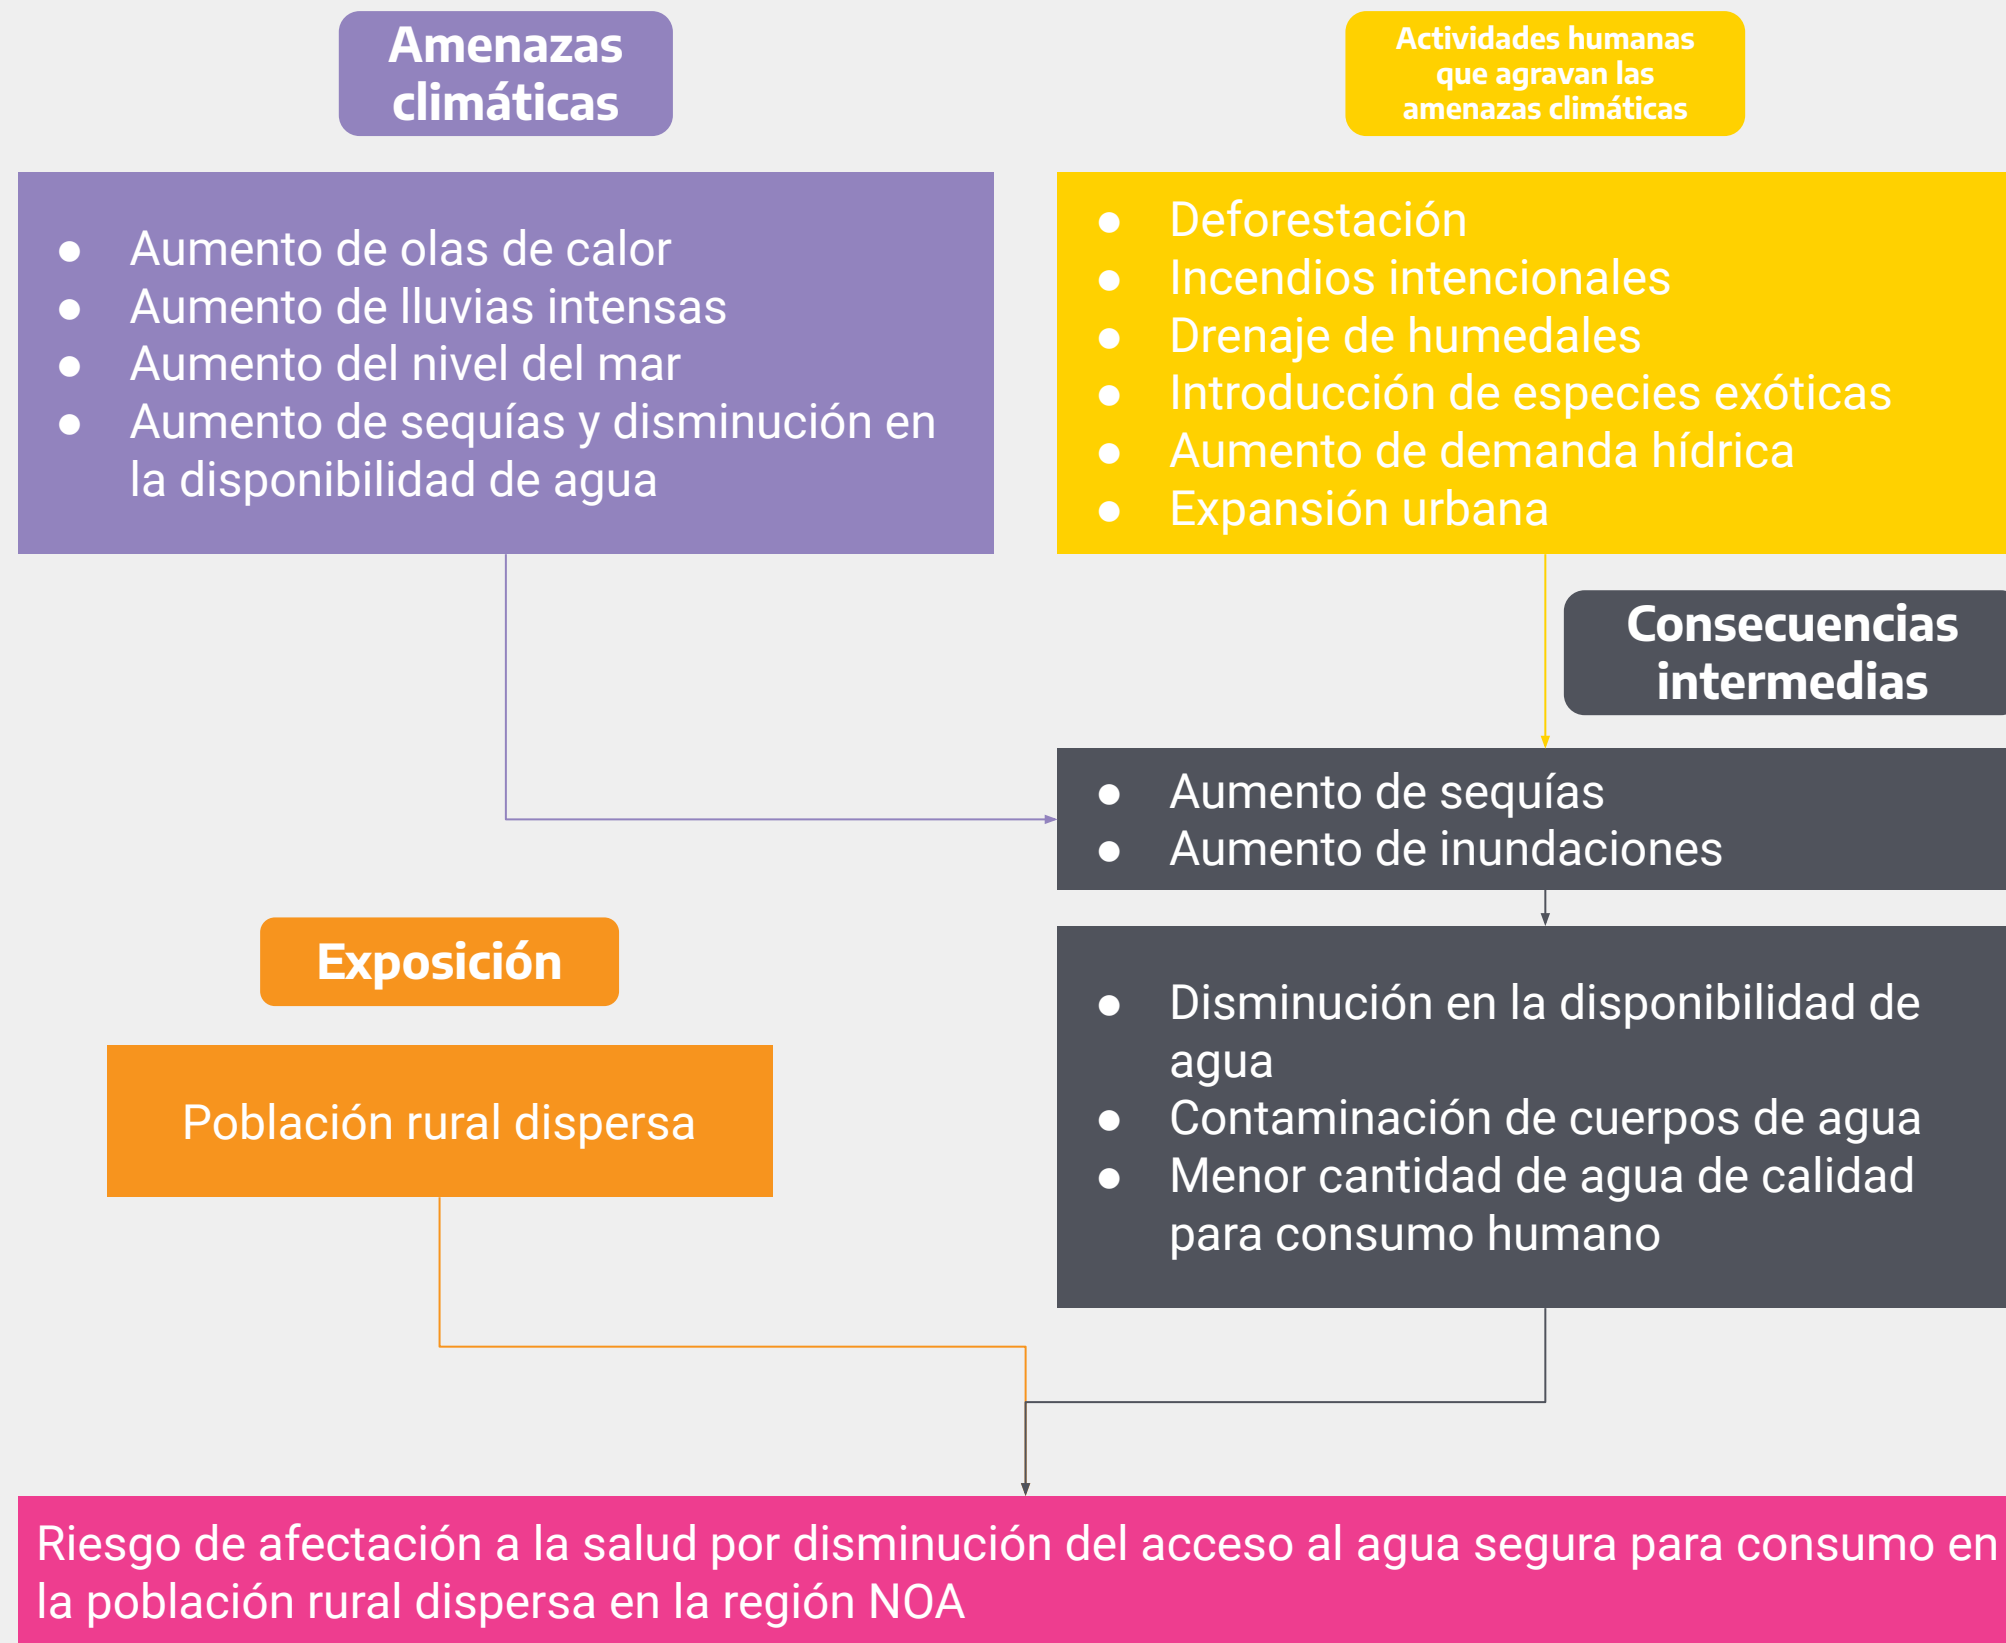 Amenazas
climáticas
● Aumento de olas de calor
● Aumento de lluvias intensas
● Aumento del nivel del mar
● Aumento de sequías y disminución en
la disponibilidad de agua
Actividades humanas
que agravan las
amenazas climáticas
● Deforestación
● Incendios intencionales
● Drenaje de humedales
● Introducción de especies exóticas
● Aumento de demanda hídrica
● Expansión urbana
Consecuencias
intermedias
● Aumento de sequías
● Aumento de inundaciones
● Disminución en la disponibilidad de
agua
● Contaminación de cuerpos de agua
● Menor cantidad de agua de calidad
para consumo humano
Exposición
Población rural dispersa
Riesgo de afectación a la salud por disminución del acceso al agua segura para consumo en
la población rural dispersa en la región NOA